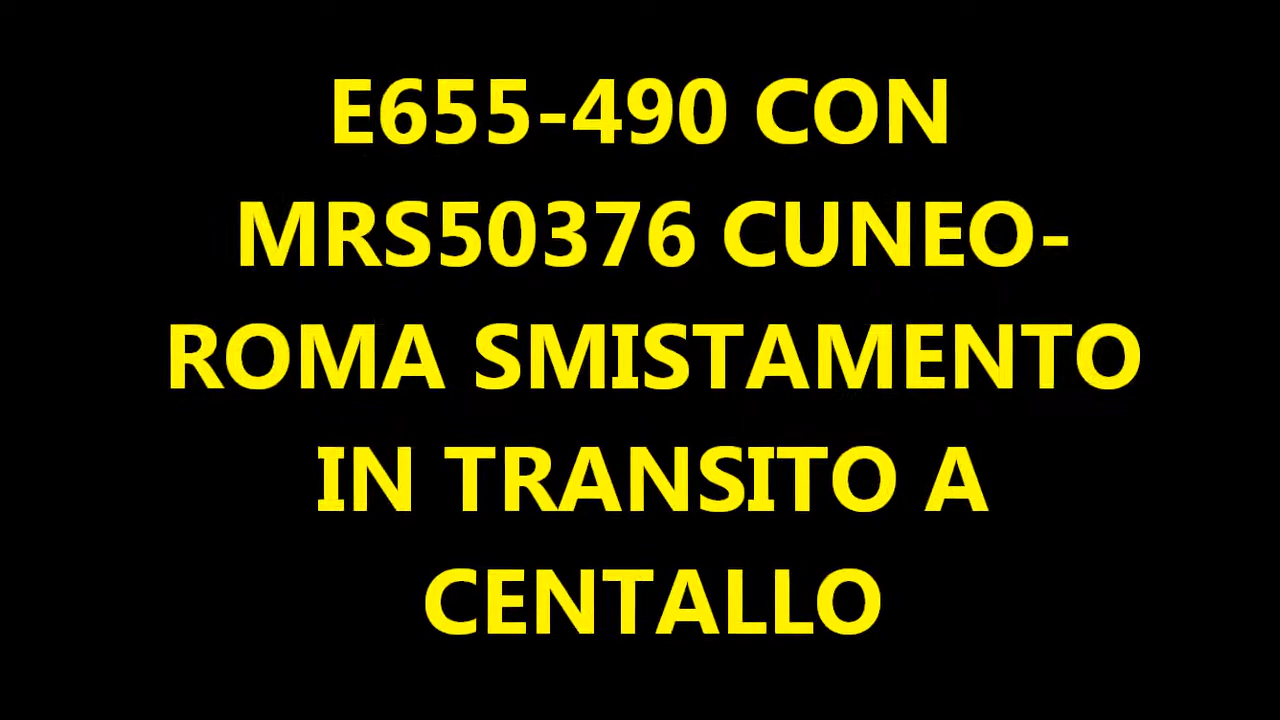 E655-490 CON
MRS50376 CUNEO-
ROMA SMISTAMENTO
IN TRANSITO A
CENTALLO